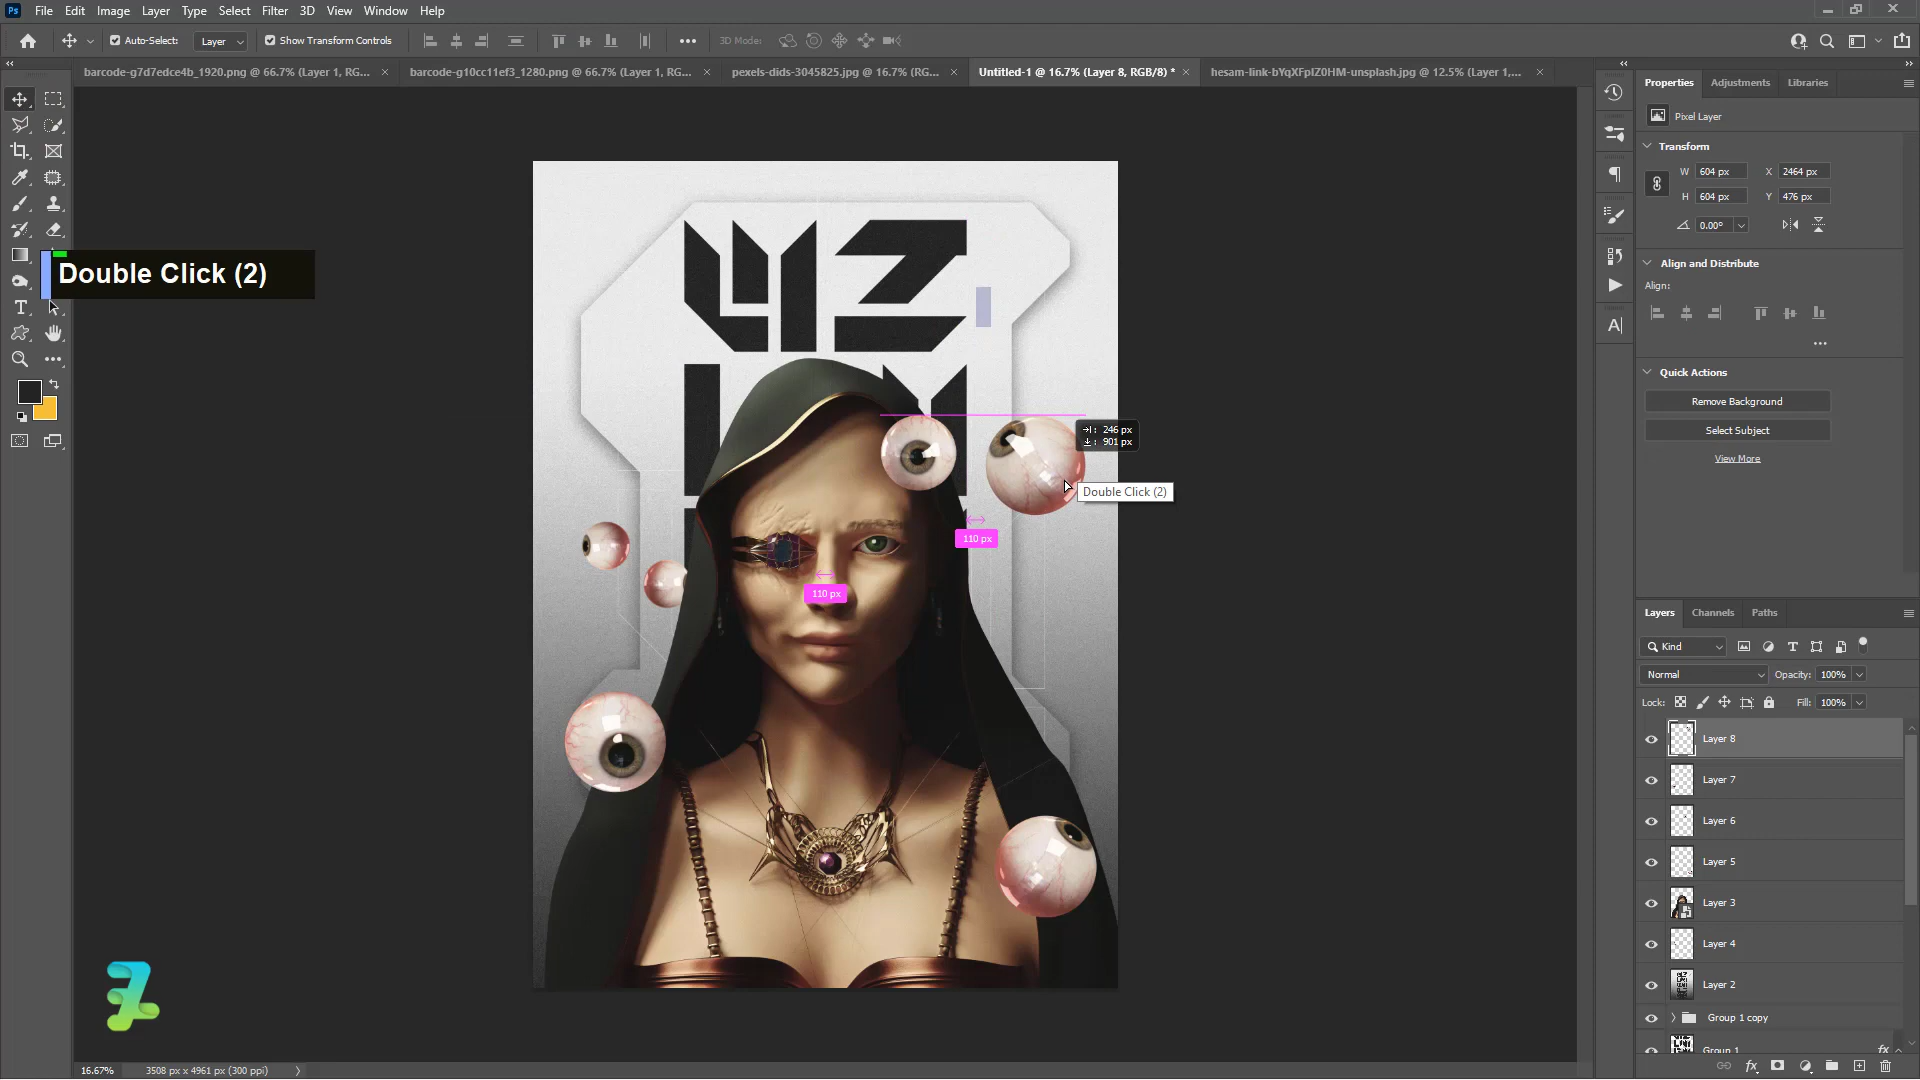 Ps File Edit Image Layer Type Select Filter 3D View Window Help
Auto-Select: Layer Show Transform Controls 3D Mode:
barcode-g7d7edce4b_1920.png @ 66.7% (Layer 1, RG... × barcode-g10cc11ef3_1280.png @ 66.7% (Layer 1, RG... × pexels-dids-3045825.jpg @ 16.7% (RG... × Untitled-1 @ 16.7% (Layer 8, RGB/8) * × hesam-link-bYqXFpIZ0HM-unsplash.jpg @ 12.5% (Layer 1,... ×
Properties Adjustments Libraries
Pixel Layer
Transform
W 604 px X 2464 px
H 604 px Y 476 px
0.00°
Align and Distribute
Align:
Quick Actions
Remove Background
Select Subject
View More
Double Click (2)
246 px
901 px
Double Click (2)
110 px
110 px
Layers Channels Paths
Kind
Normal Opacity: 100%
Lock: Fill: 100%
Layer 8
Layer 7
Layer 6
Layer 5
Layer 3
Layer 4
Layer 2
Group 1 copy
Group 1 fx
16.67% 3508 px x 4961 px (300 ppi)